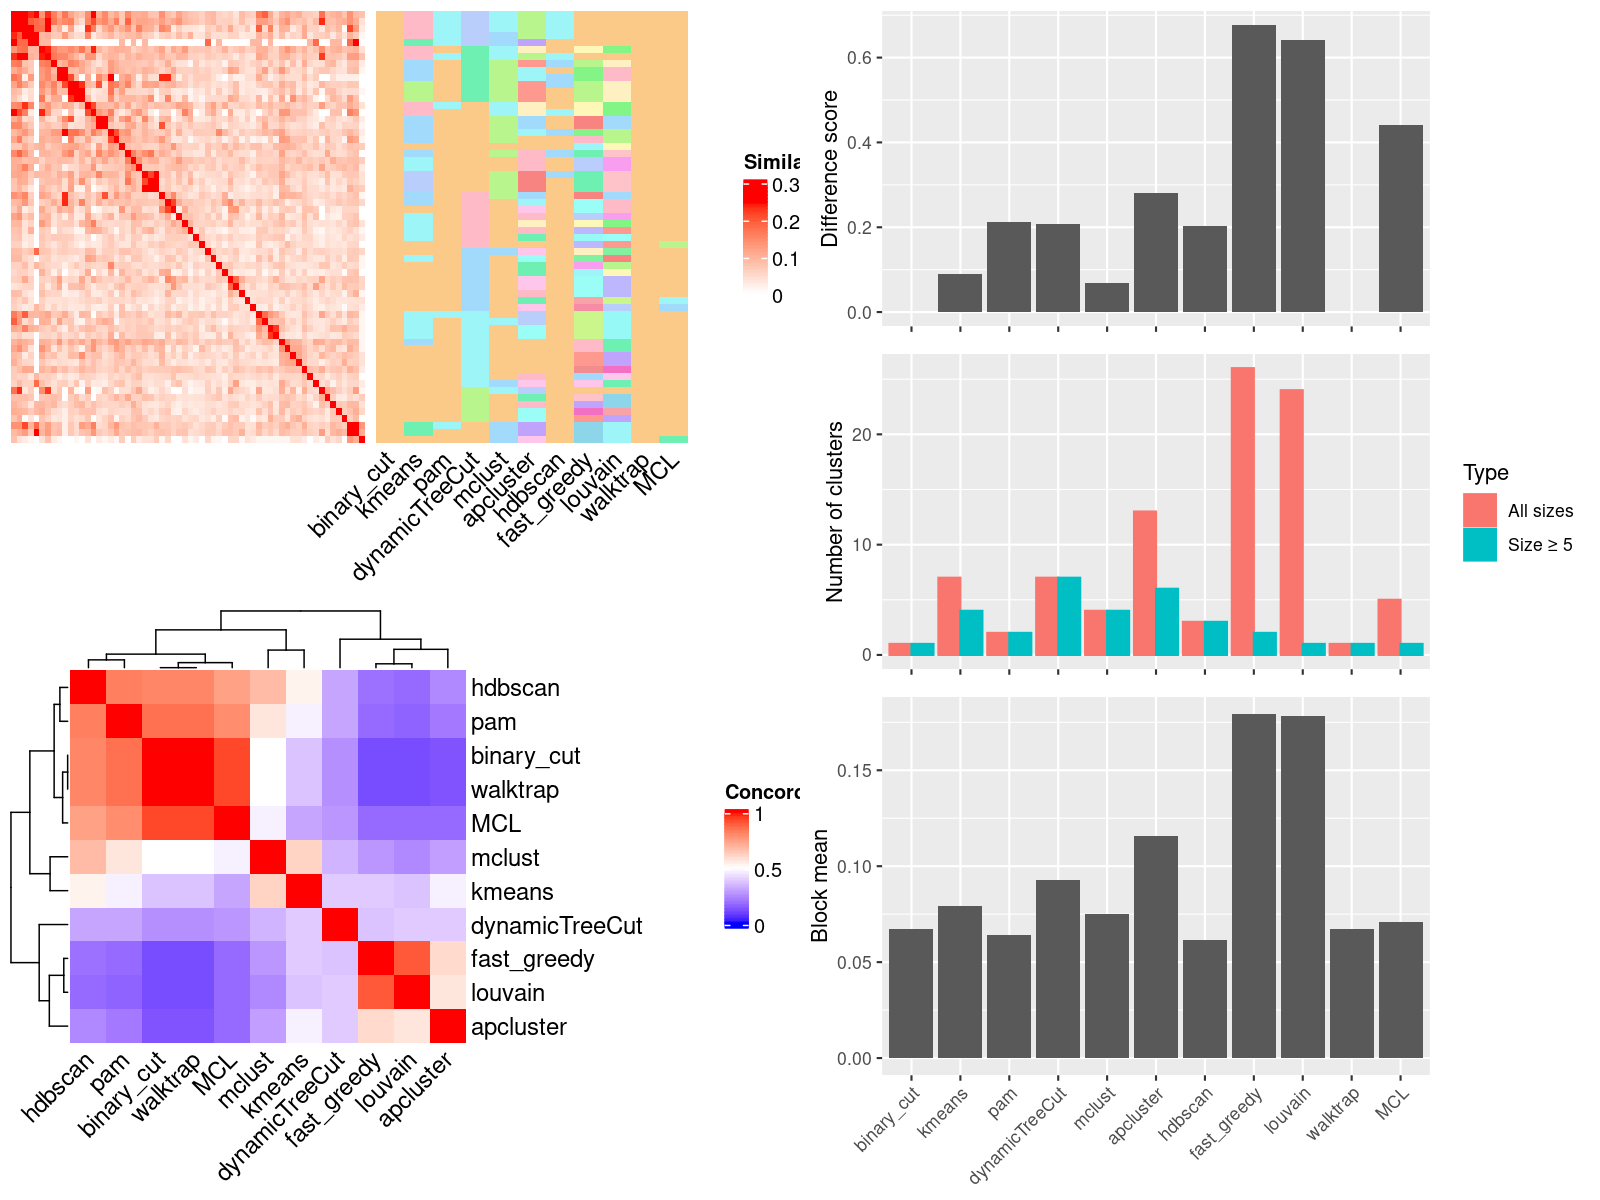 Simila
0.3
0.2
0.1
0
binary_cut
kmeans
pam
dynamicTreeCut
mclust
apcluster
hdbscan
fast_greedy
louvain
walktrap
MCL
hdbscan
pam
binary_cut
walktrap
MCL
mclust
kmeans
dynamicTreeCut
fast_greedy
louvain
apcluster
hdbscan
pam
binary_cut
walktrap
MCL
mclust
kmeans
dynamicTreeCut
fast_greedy
louvain
apcluster
Concord
1
0.5
0
Difference score
0.6
0.4
0.2
0.0
Number of clusters
20
10
0
Type
All sizes
Size ≥ 5
Block mean
0.15
0.10
0.05
0.00
binary_cut
kmeans
pam
dynamicTreeCut
mclust
apcluster
hdbscan
fast_greedy
louvain
walktrap
MCL